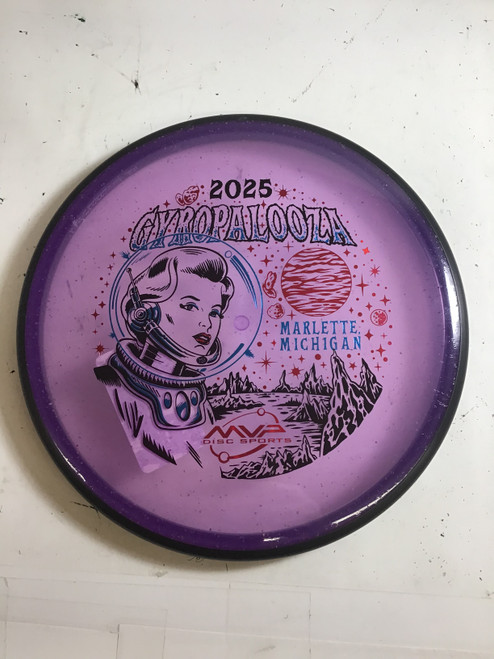 2025
GYROPALOOZA
MARLETTE,
MICHIGAN
MVP
DISC SPORTS